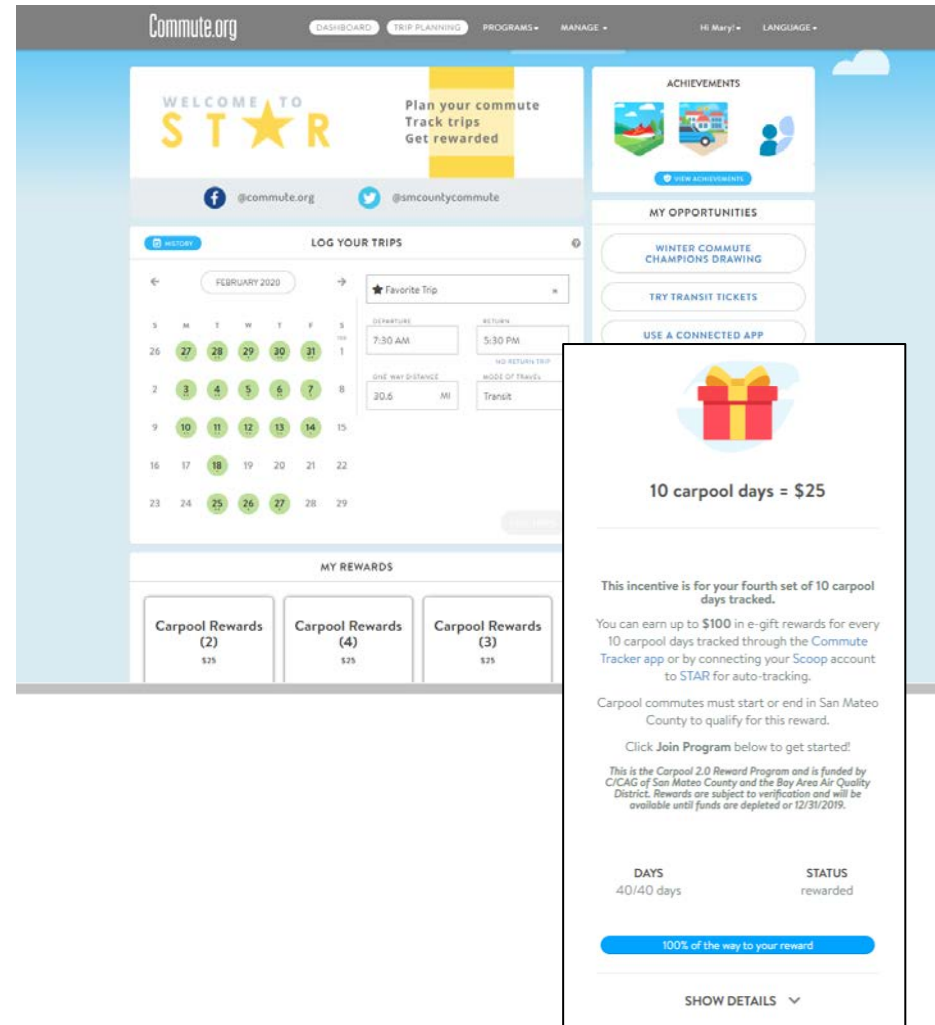 Commute.org
DASHBOARD TRIP PLANNING PROGRAMS MANAGE Hi Mary! LANGUAGE
WELCOME TO
STAR
Plan your commute
Track trips
Get rewarded
@commute.org @smcountycommute
ACHIEVEMENTS
VIEW ACHIEVEMENTS
MY OPPORTUNITIES
WINTER COMMUTE
CHAMPIONS DRAWING
TRY TRANSIT TICKETS
USE A CONNECTED APP
HISTORY LOG YOUR TRIPS
← FEBRUARY 2020 →
S M T W T F S
26 27 28 29 30 31 1
2 3 4 5 6 7 8
9 10 11 12 13 14 15
16 17 18 19 20 21 22
23 24 25 26 27 28 29
★ Favorite Trip ×
DEPARTURE RETURN
7:30 AM 5:30 PM
NO RETURN TRIP
ONE WAY DISTANCE MODE OF TRAVEL
20.6 MI Transit
MY REWARDS
Carpool Rewards Carpool Rewards Carpool Rewards
(2) (4) (3)
$25 $25 $25
10 carpool days = $25
This incentive is for your fourth set of 10 carpool
days tracked.
You can earn up to $100 in e-gift rewards for every
10 carpool days tracked through the Commute
Tracker app or by connecting your Scoop account
to STAR for auto-tracking.
Carpool commutes must start or end in San Mateo
County to qualify for this reward.
Click Join Program below to get started!
This is the Carpool 2.0 Reward Program and is funded by
C/CAG of San Mateo County and the Bay Area Air Quality
District. Rewards are subject to verification and will be
available until funds are depleted or 12/31/2019.
DAYS STATUS
40/40 days rewarded
100% of the way to your reward
SHOW DETAILS